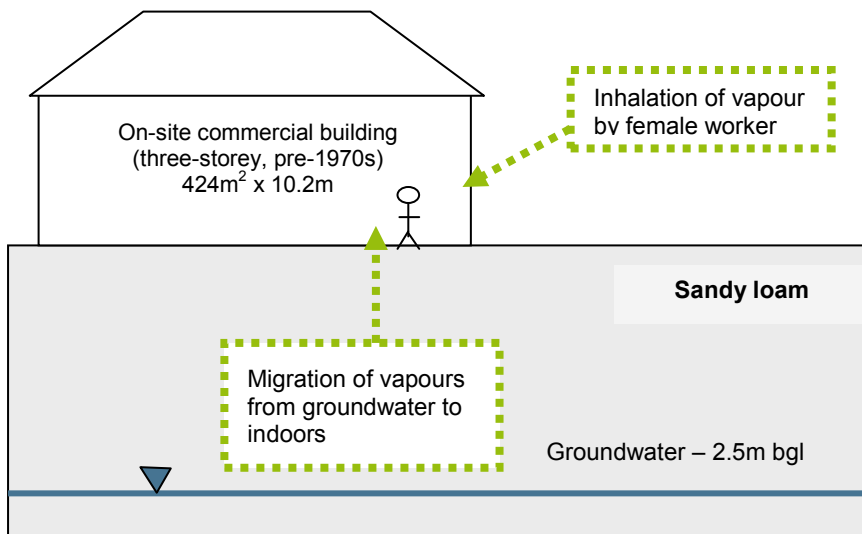 On-site commercial building
(three-storey, pre-1970s)
424m² x 10.2m
Inhalation of vapour
by female worker
Sandy loam
Migration of vapours
from groundwater to
indoors
Groundwater – 2.5m bgl